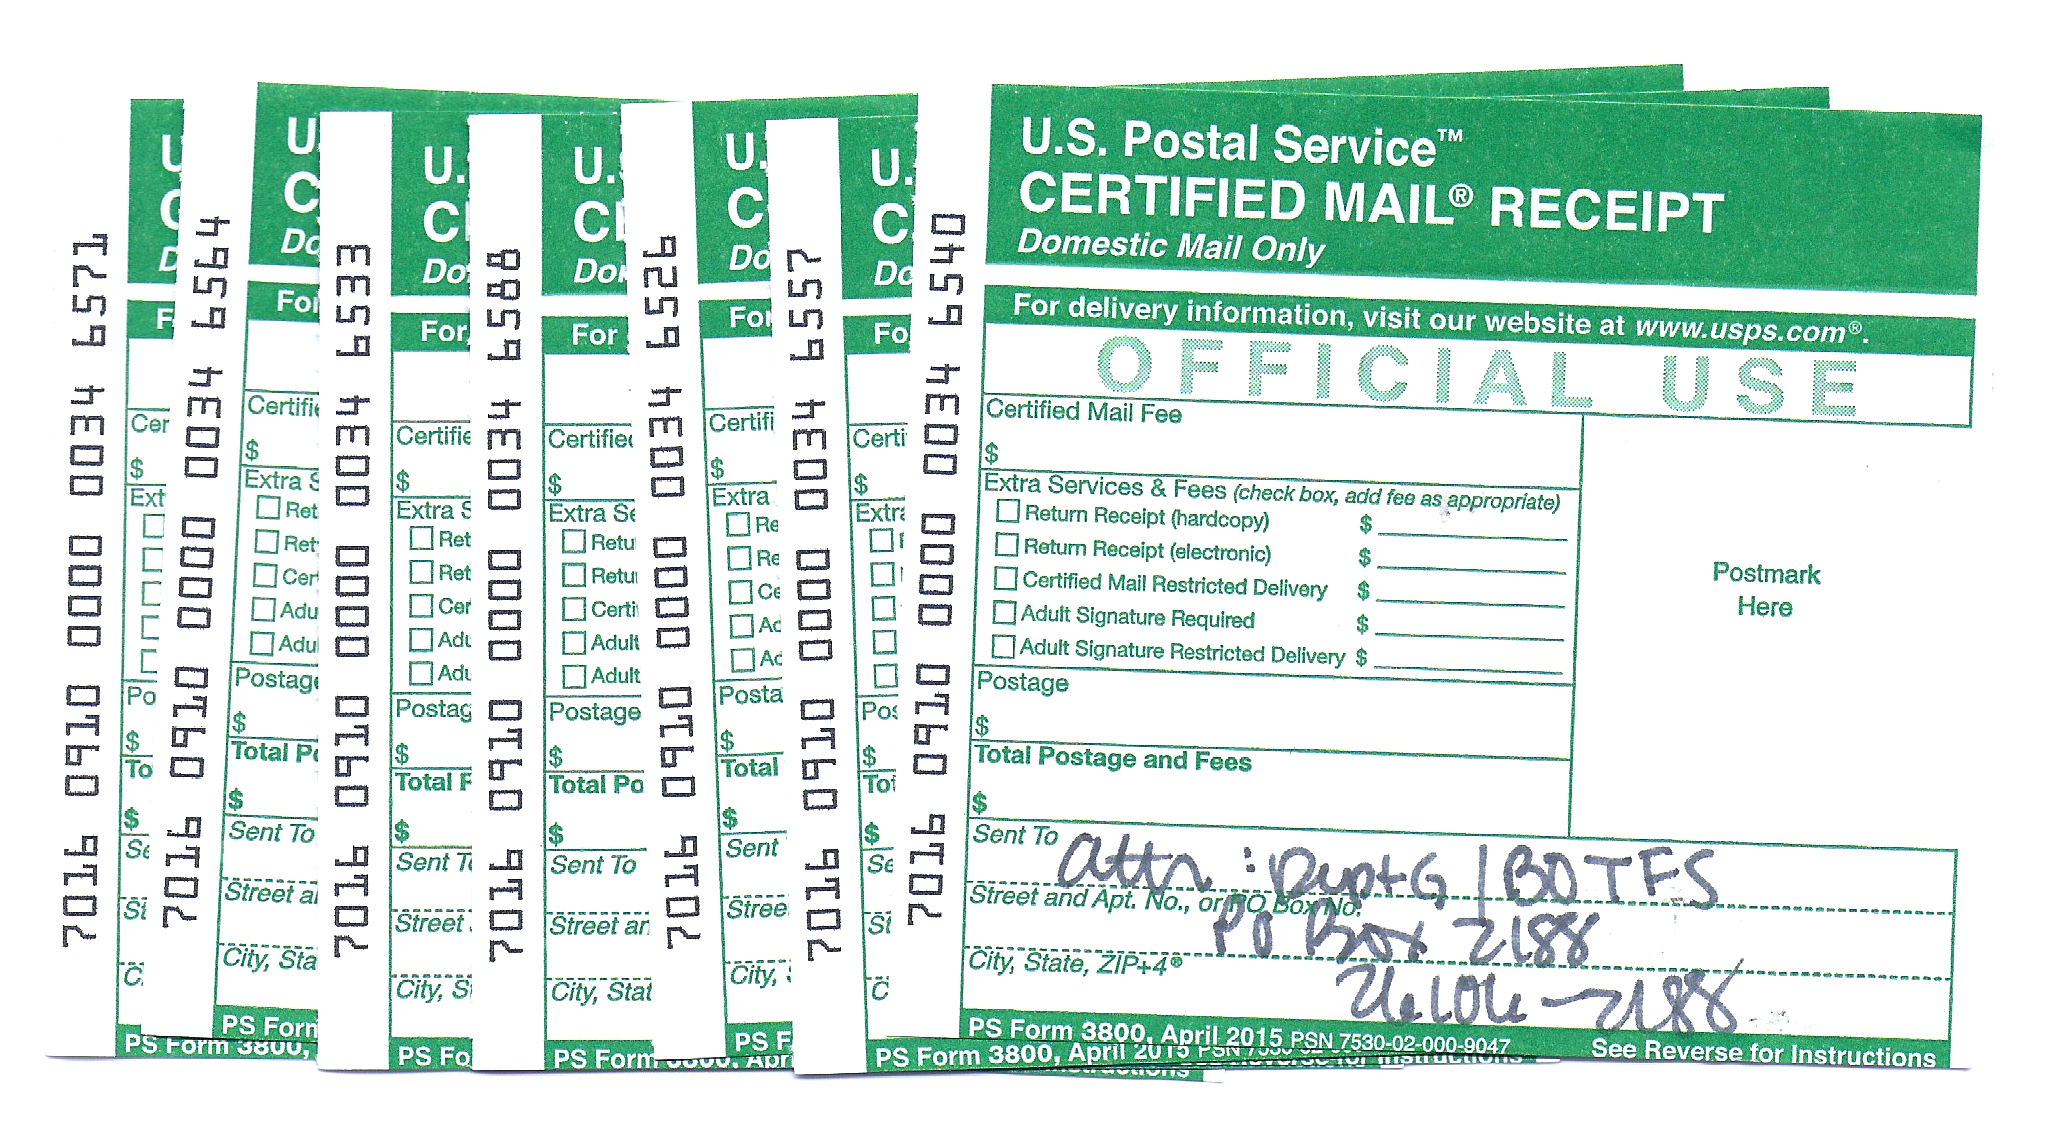 7016 0910 0000 0034 6571
7016 0910 0000 0034 6564
7016 0910 0000 0034 6533
7016 0910 0000 0034 6588
7016 0910 0000 0034 6526
7016 0910 0000 0034 6557
7016 0910 0000 0034 6540
U.S. Postal Service™
CERTIFIED MAIL® RECEIPT
Domestic Mail Only
For delivery information, visit our website at www.usps.com®.
OFFICIAL USE
Certified Mail Fee
$
Extra Services & Fees (check box, add fee as appropriate)
Return Receipt (hardcopy) $
Return Receipt (electronic) $
Certified Mail Restricted Delivery $
Adult Signature Required $
Adult Signature Restricted Delivery $
Postmark
Here
Postage
$
Total Postage and Fees
$
Sent To
attn: Dept G / BOTFS
Street and Apt. No., or PO Box No.
PO Box 2188
City, State, ZIP+4®
-2188
PS Form 3800, April 2015 PSN 7530-02-000-9047 See Reverse for Instructions